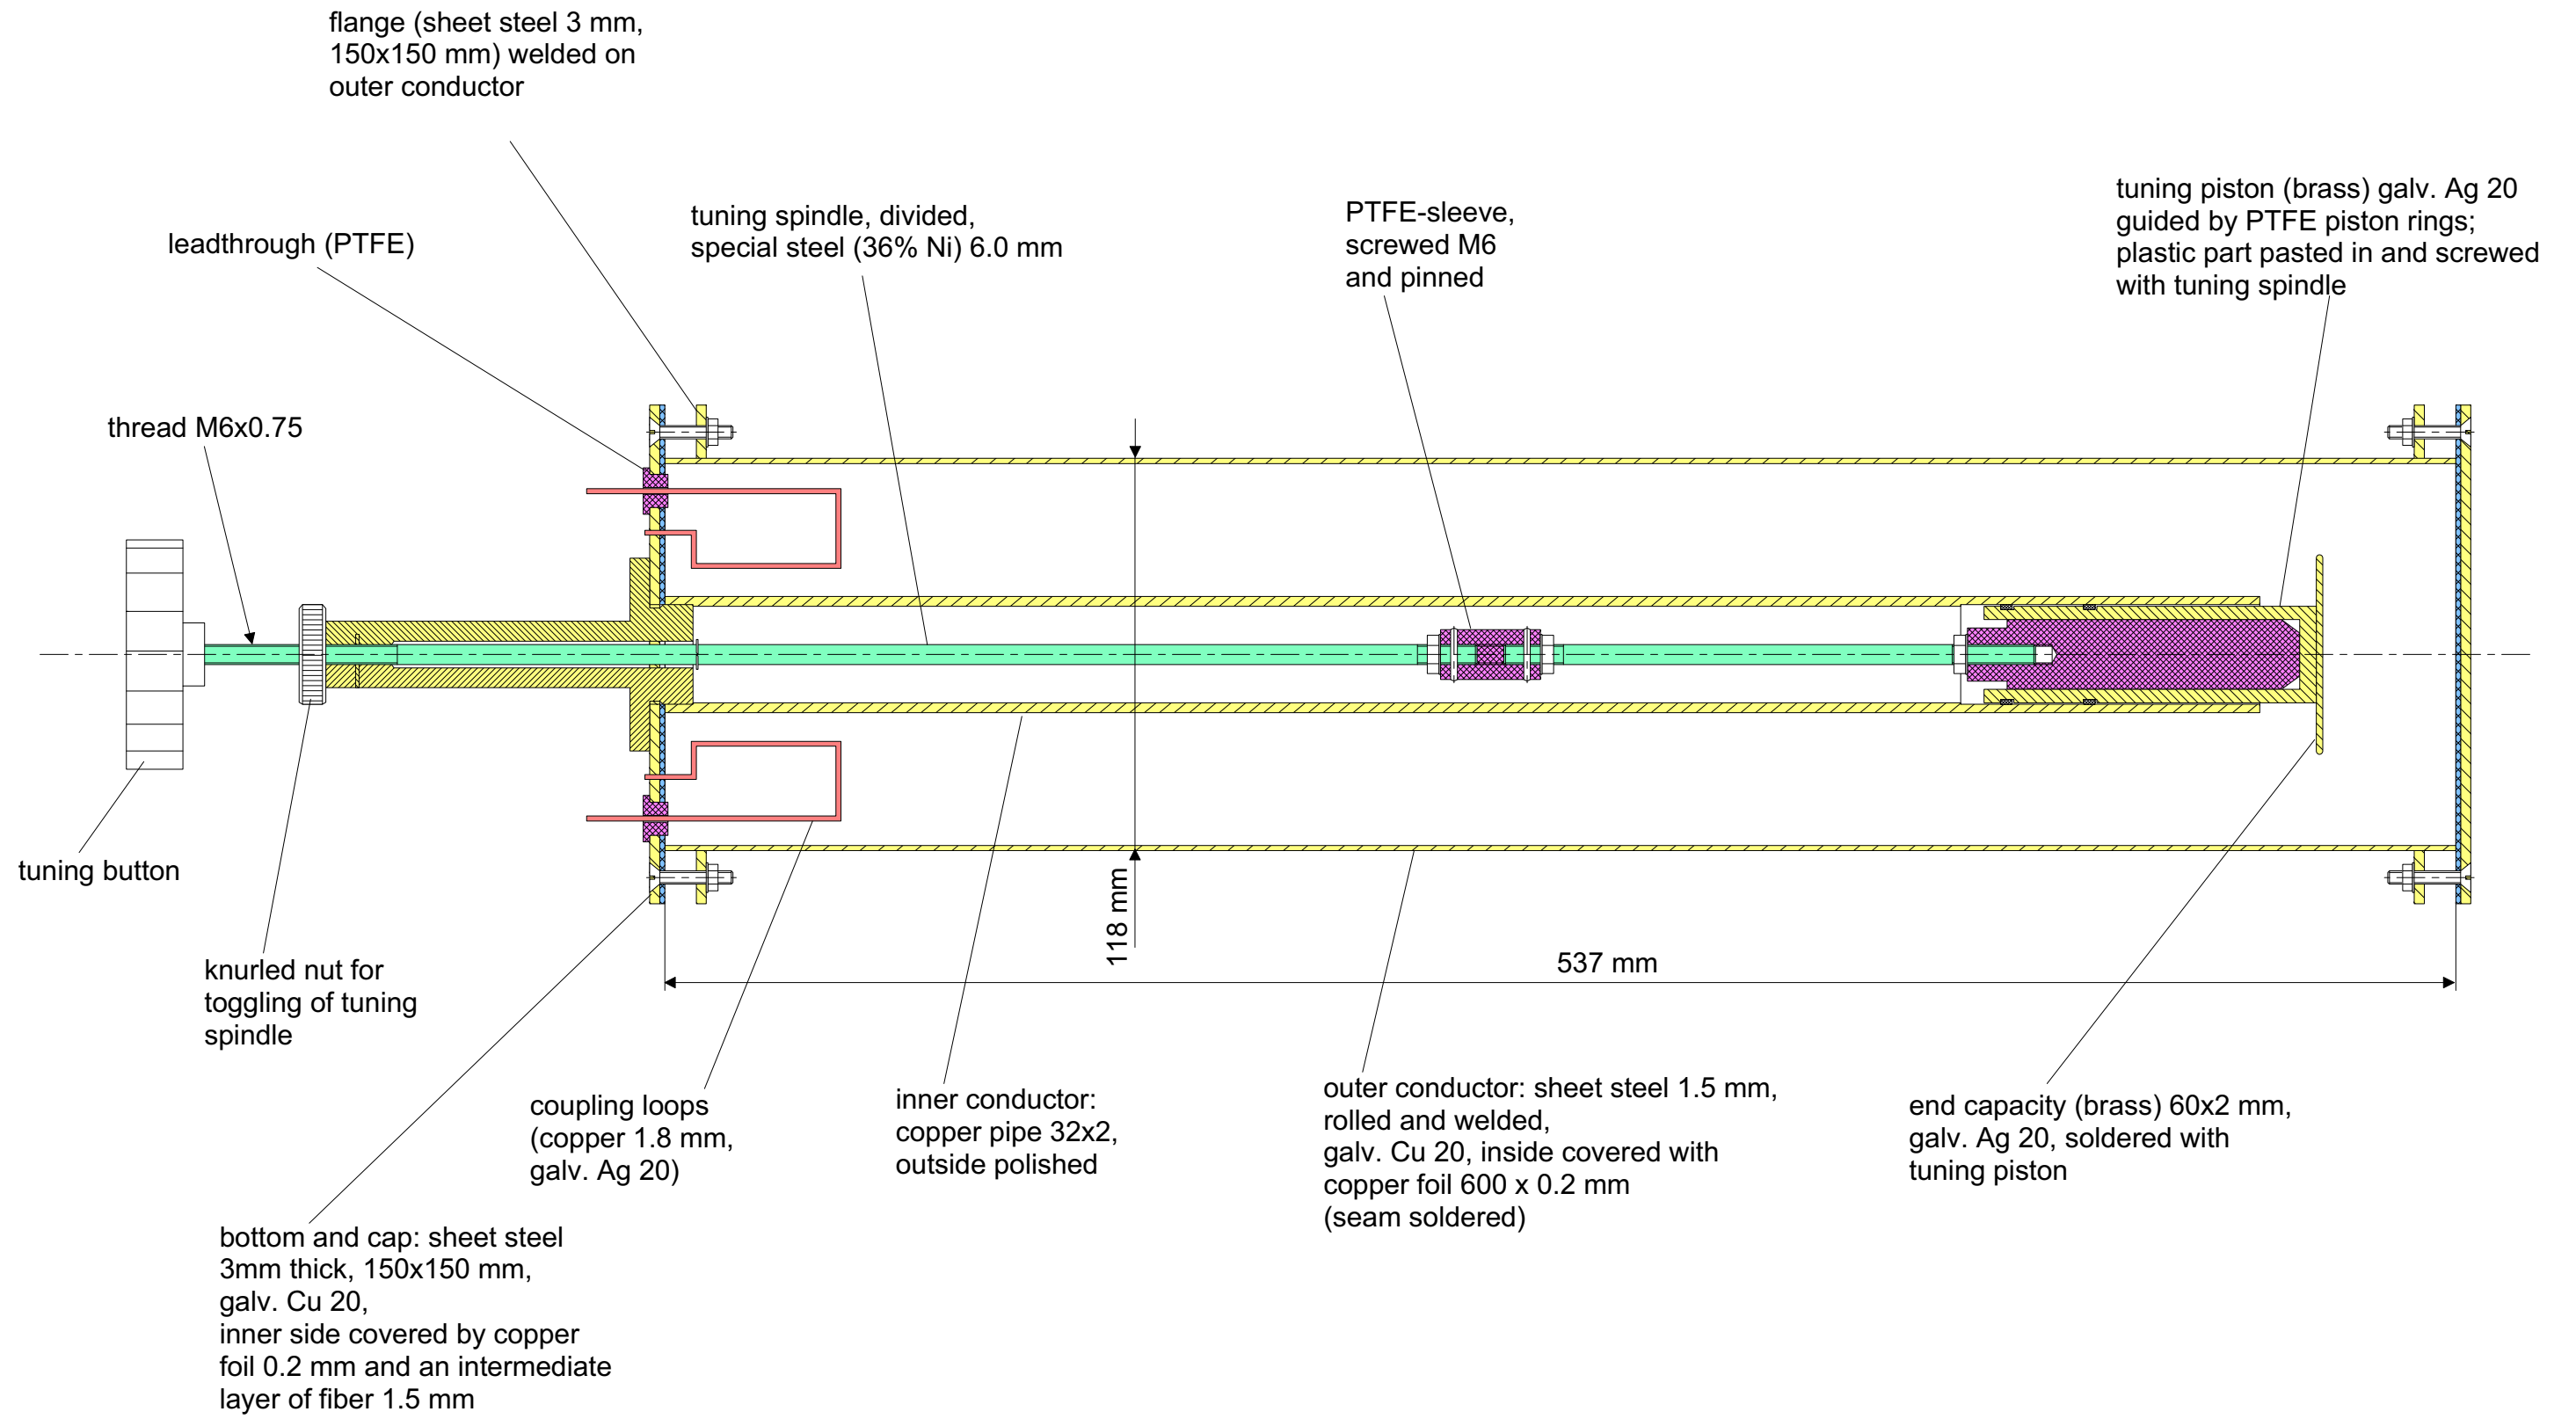 flange (sheet steel 3 mm,
150x150 mm) welded on
outer conductor
leadthrough (PTFE)
tuning spindle, divided,
special steel (36% Ni) 6.0 mm
PTFE-sleeve,
screwed M6
and pinned
tuning piston (brass) galv. Ag 20
guided by PTFE piston rings;
plastic part pasted in and screwed
with tuning spindle
thread M6x0.75
tuning button
118 mm
537 mm
knurled nut for
toggling of tuning
spindle
coupling loops
(copper 1.8 mm,
galv. Ag 20)
inner conductor:
copper pipe 32x2,
outside polished
outer conductor: sheet steel 1.5 mm,
rolled and welded,
galv. Cu 20, inside covered with
copper foil 600 x 0.2 mm
(seam soldered)
end capacity (brass) 60x2 mm,
galv. Ag 20, soldered with
tuning piston
bottom and cap: sheet steel
3mm thick, 150x150 mm,
galv. Cu 20,
inner side covered by copper
foil 0.2 mm and an intermediate
layer of fiber 1.5 mm